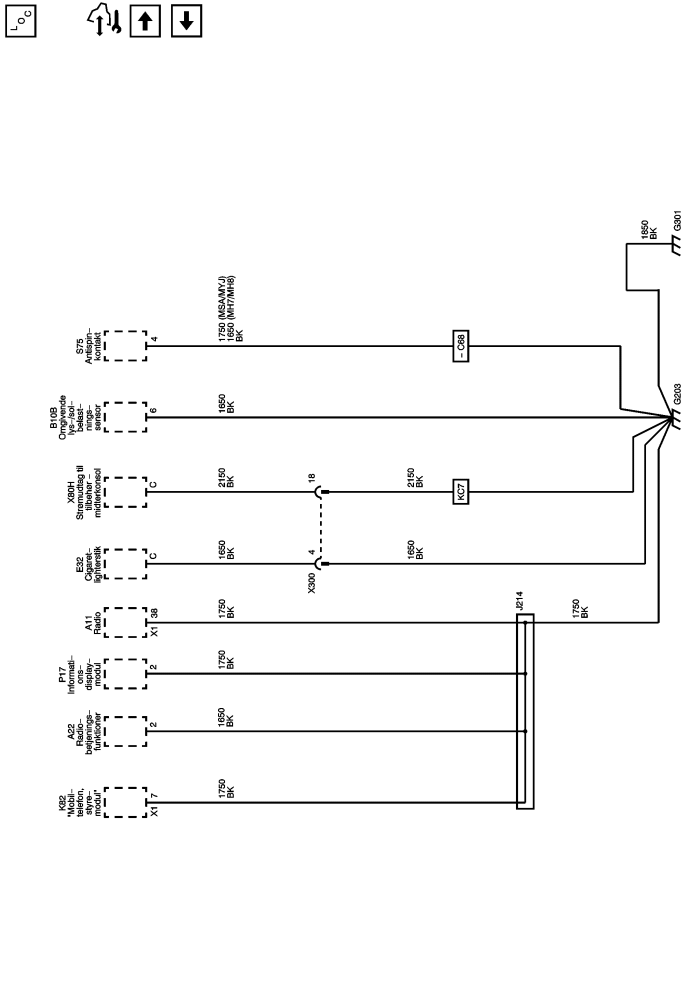 LOC
S75
Antispin–
kontakt
4
1750 (MSA/MYJ)
1650 (MH7/MH8)
BK
– C68
1850
BK
G301
B10B
Omgivende
lys–/sol–
belast–
nings–
sensor
6
1650
BK
G203
X80H
Strømudtag til
tilbehør –
midterkonsol
C
2150
BK
18
2150
BK
KC7
E32
Cigaret–
lighterstik
C
1650
BK
4
X300
1650
BK
A11
Radio
X1
38
1750
BK
J214
1750
BK
P17
Informati–
ons–
display–
modul
2
1750
BK
A22
Radio–
betjenings–
funktioner
2
1650
BK
K82
"Mobil–
telefon,
styre–
modul"
X1
7
1750
BK